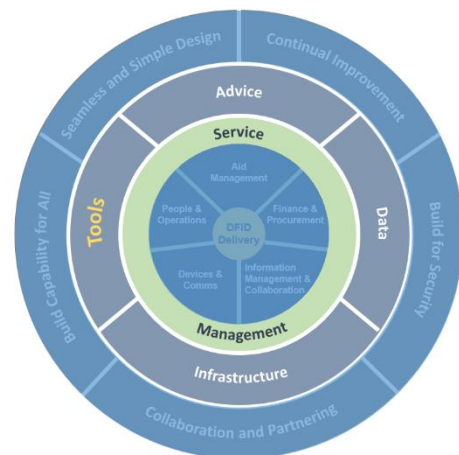 Seamless and Simple Design
Continual Improvement
Build for Security
Collaboration and Partnering
Build Capability for All
Advice
Data
Infrastructure
Tools
Service
Management
Aid
Management
Finance &
Procurement
Information
Management &
Collaboration
Devices &
Comms
People &
Operations
DFID
Delivery